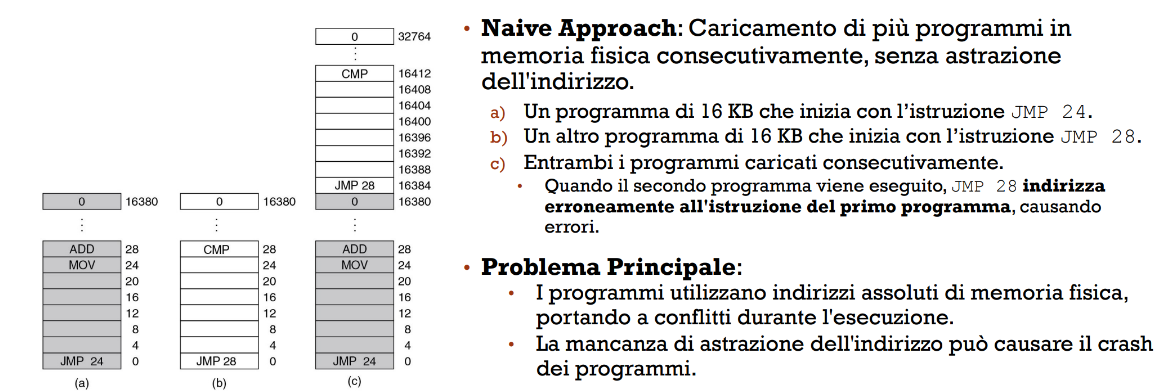 0 32764
⋮
CMP 16412
16408
16404
16400
16396
16392
16388
JMP 28 16384
0 16380
0 16380
0 16380
⋮ ⋮ ⋮
ADD 28
MOV 24
20
16
12
8
4
JMP 24 0
(a)
CMP 28
24
20
16
12
8
4
JMP 28 0
(b)
ADD 28
MOV 24
20
16
12
8
4
JMP 24 0
(c)
• Naive Approach: Caricamento di più programmi in
memoria fisica consecutivamente, senza astrazione
dell'indirizzo.
a) Un programma di 16 KB che inizia con l’istruzione JMP 24.
b) Un altro programma di 16 KB che inizia con l’istruzione JMP 28.
c) Entrambi i programmi caricati consecutivamente.
• Quando il secondo programma viene eseguito, JMP 28 indirizza
erroneamente all'istruzione del primo programma, causando
errori.
• Problema Principale:
• I programmi utilizzano indirizzi assoluti di memoria fisica,
portando a conflitti durante l'esecuzione.
• La mancanza di astrazione dell'indirizzo può causare il crash
dei programmi.